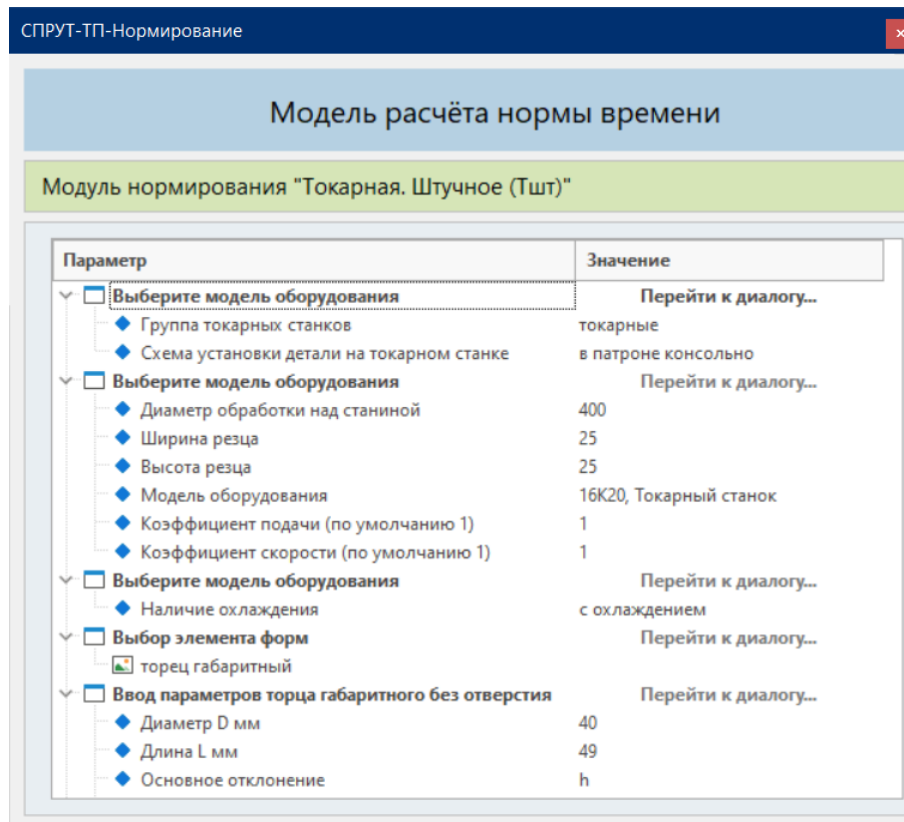 СПРУТ-ТП-Нормирование
Модель расчёта нормы времени
Модуль нормирования "Токарная. Штучное (Тшт)"
Параметр Значение
Выберите модель оборудования Перейти к диалогу...
Группа токарных станков токарные
Схема установки детали на токарном станке в патроне консольно
Выберите модель оборудования Перейти к диалогу...
Диаметр обработки над станиной 400
Ширина резца 25
Высота резца 25
Модель оборудования 16К20, Токарный станок
Коэффициент подачи (по умолчанию 1) 1
Коэффициент скорости (по умолчанию 1) 1
Выберите модель оборудования Перейти к диалогу...
Наличие охлаждения с охлаждением
Выбор элемента форм Перейти к диалогу...
торец габаритный
Ввод параметров торца габаритного без отверстия Перейти к диалогу...
Диаметр D мм 40
Длина L мм 49
Основное отклонение h